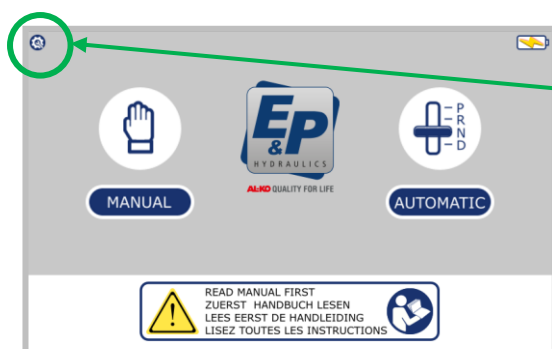 E&P
HYDRAULICS
AL-KO QUALITY FOR LIFE
P
R
N
D
MANUAL
AUTOMATIC
READ MANUAL FIRST
ZUERST HANDBUCH LESEN
LEES EERST DE HANDLEIDING
LISEZ TOUTES LES INSTRUCTIONS